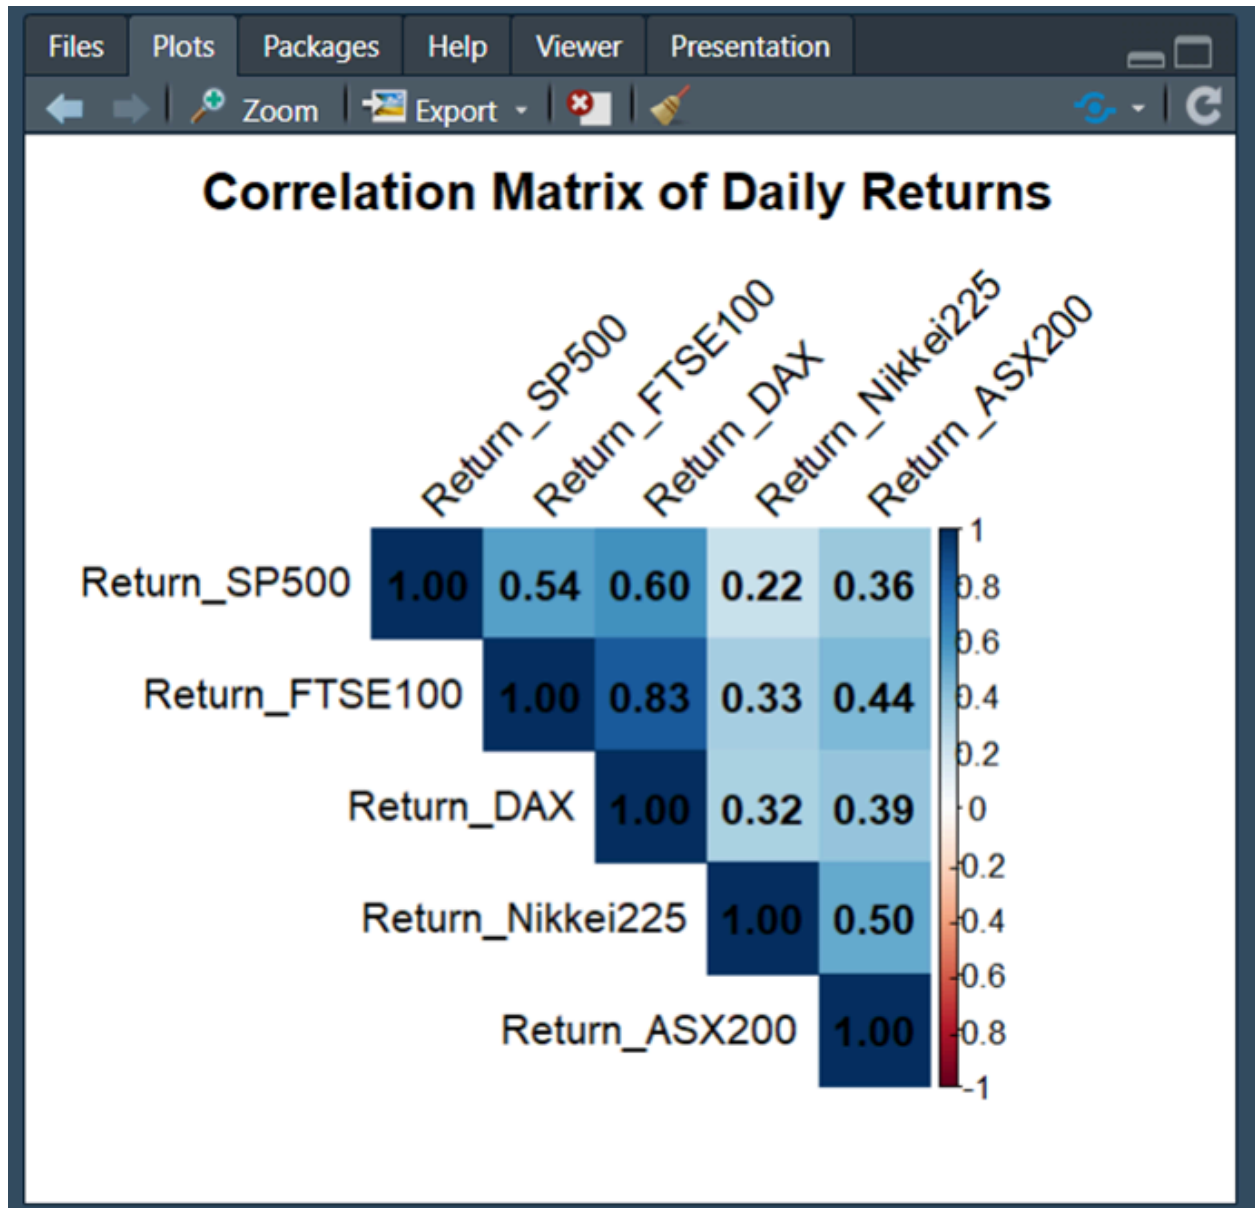 Files Plots Packages Help Viewer Presentation
Zoom Export
Correlation Matrix of Daily Returns
Return_SP500 Return_FTSE100 Return_DAX Return_Nikkei225 Return_ASX200
Return_SP500 1.00 0.54 0.60 0.22 0.36
Return_FTSE100 1.00 0.83 0.33 0.44
Return_DAX 1.00 0.32 0.39
Return_Nikkei225 1.00 0.50
Return_ASX200 1.00
1
0.8
0.6
0.4
0.2
0
-0.2
-0.4
-0.6
-0.8
-1